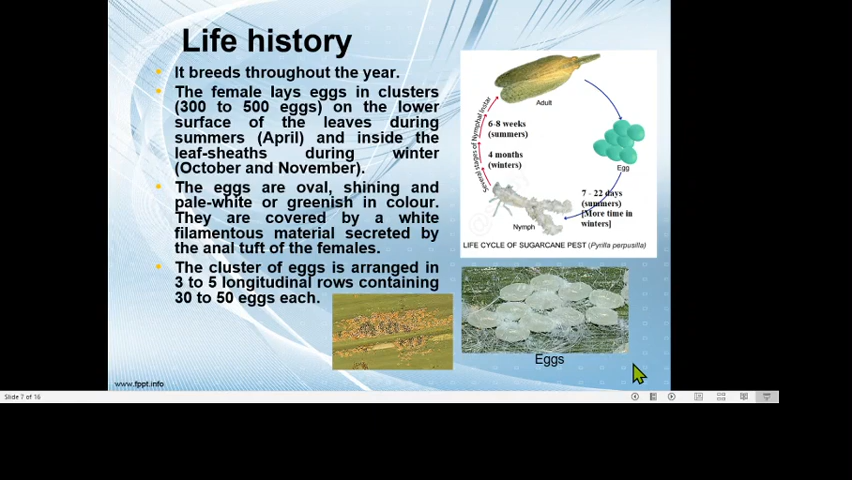 Life history
It breeds throughout the year.
The female lays eggs in clusters
(300 to 500 eggs) on the lower
surface of the leaves during
summers (April) and inside the
leaf-sheaths during winter
(October and November).
The eggs are oval, shining and
pale-white or greenish in colour.
They are covered by a white
filamentous material secreted by
the anal tuft of the females.
The cluster of eggs is arranged in
3 to 5 longitudinal rows containing
30 to 50 eggs each.
Adult
Several stages of Nymphal Instar
6-8 weeks
(summers)
4 months
(winters)
Egg
7 - 22 days
(summers)
[More time in
winters]
Nymph
LIFE CYCLE OF SUGARCANE PEST (Pyrilla perpusilla)
Eggs
www.fppt.info
Slide 7 of 16